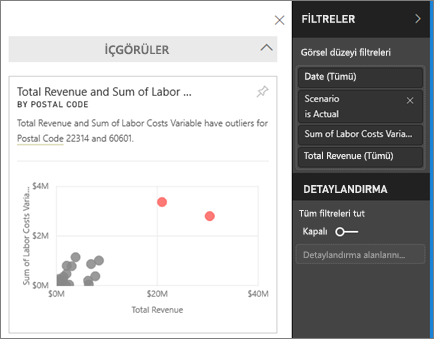 İÇGÖRÜLER
Total Revenue and Sum of Labor ...
BY POSTAL CODE
Total Revenue and Sum of Labor Costs Variable have outliers for
Postal Code 22314 and 60601.
Sum of Labor Costs Varia...
$4M
$2M
$0M
$0M $20M $40M
Total Revenue
FİLTRELER
Görsel düzeyi filtreleri
Date (Tümü)
Scenario
is Actual
Sum of Labor Costs Varia...
Total Revenue (Tümü)
DETAYLANDIRMA
Tüm filtreleri tut
Kapalı
Detaylandırma alanlarını...